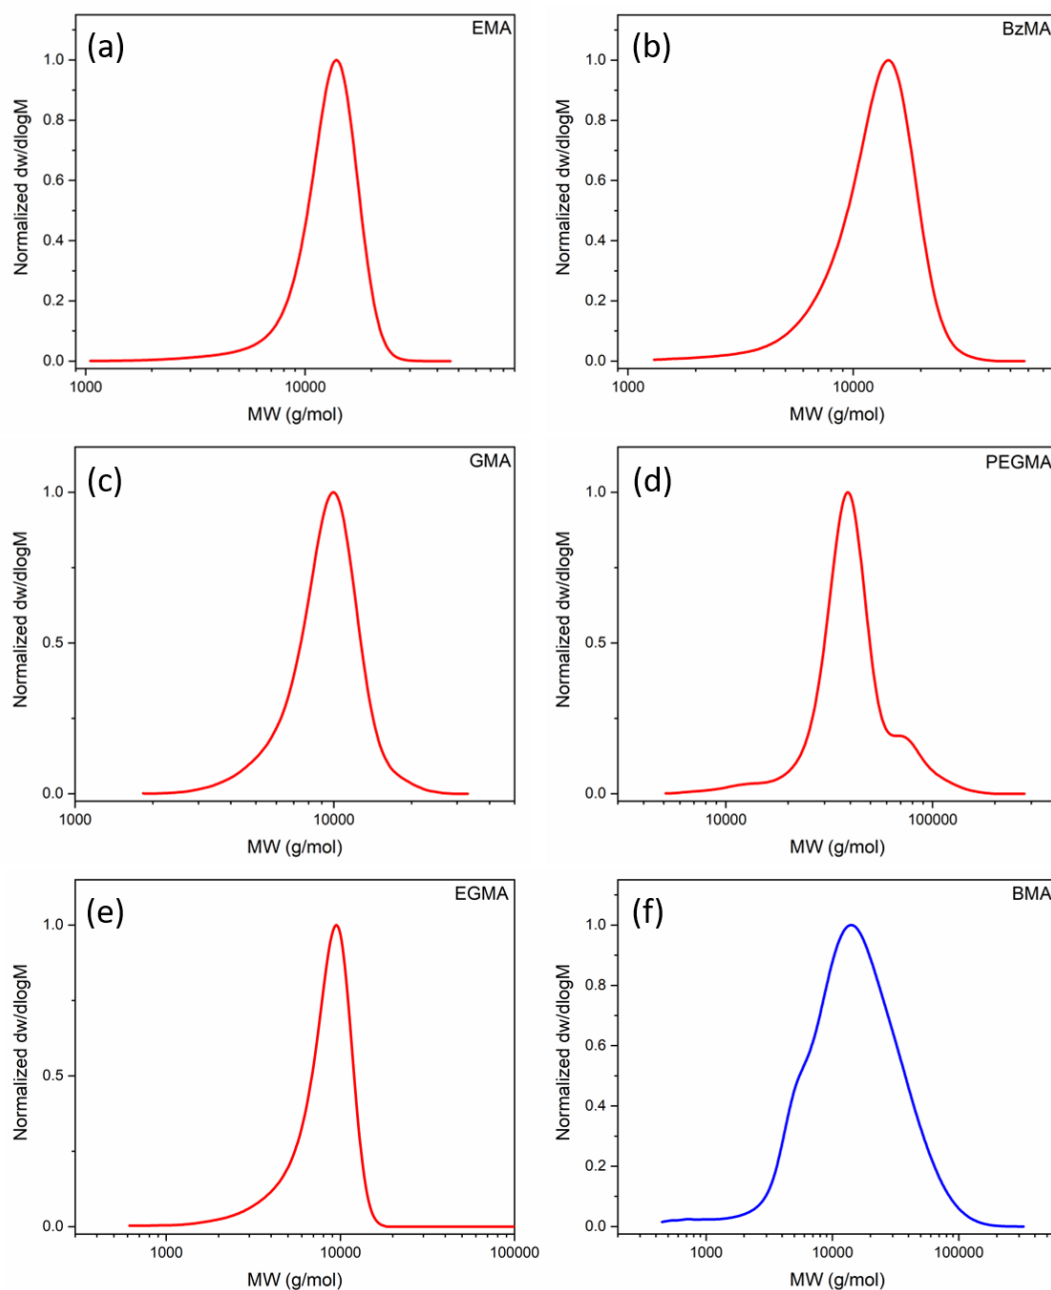 (a)
EMA
1.0
0.8
0.6
0.4
0.2
0.0
Normalized dw/dlogM
1000 10000
MW (g/mol)
(b)
BzMA
1.0
0.8
0.6
0.4
0.2
0.0
Normalized dw/dlogM
1000 10000
MW (g/mol)
(c)
GMA
1.0
0.5
0.0
Normalized dw/dlogM
1000 10000
MW (g/mol)
(d)
PEGMA
1.0
0.5
0.0
Normalized dw/dlogM
10000 100000
MW (g/mol)
(e)
EGMA
1.0
0.5
0.0
Normalized dw/dlogM
1000 10000 100000
MW (g/mol)
(f)
BMA
1.0
0.8
0.6
0.4
0.2
0.0
Normalized dw/dlogM
1000 10000 100000
MW (g/mol)